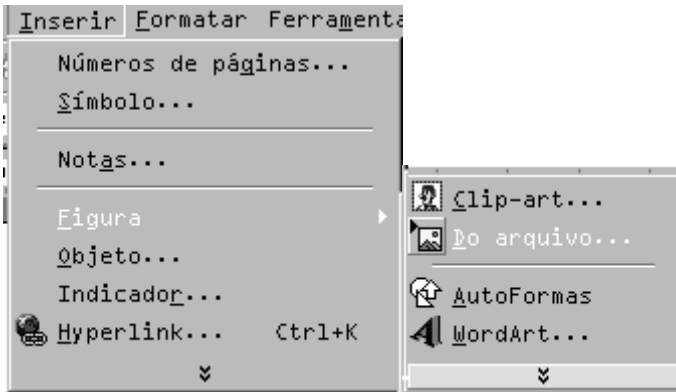 Inserir Formatar Ferramenta
Números de páginas...
Símbolo...
Notas...
Figura
Objeto...
Indicador...
Hyperlink... Ctrl+K
Clip-art...
Do arquivo...
AutoFormas
WordArt...